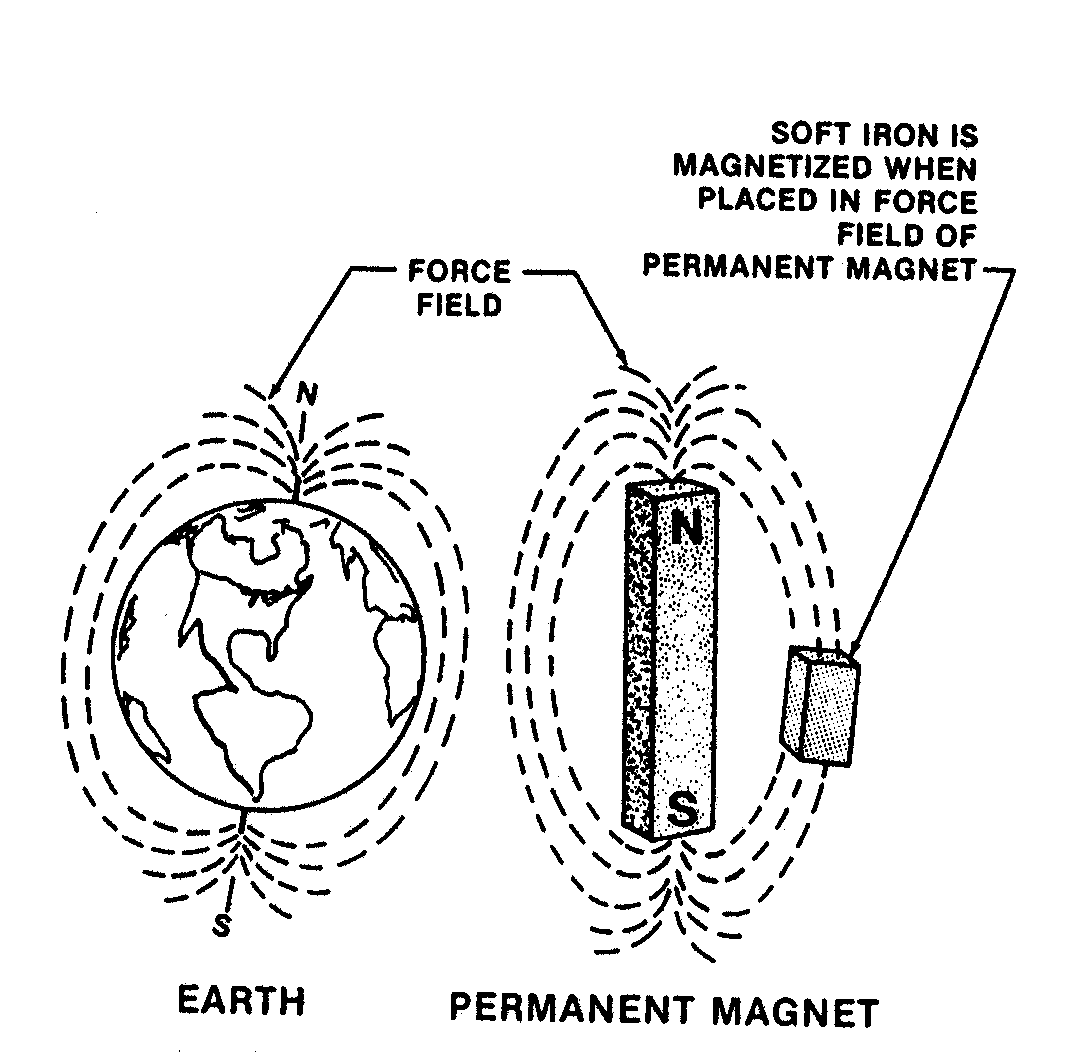 SOFT IRON IS
MAGNETIZED WHEN
PLACED IN FORCE
FIELD OF
PERMANENT MAGNET
FORCE
FIELD
N
N
S
S
EARTH
PERMANENT MAGNET